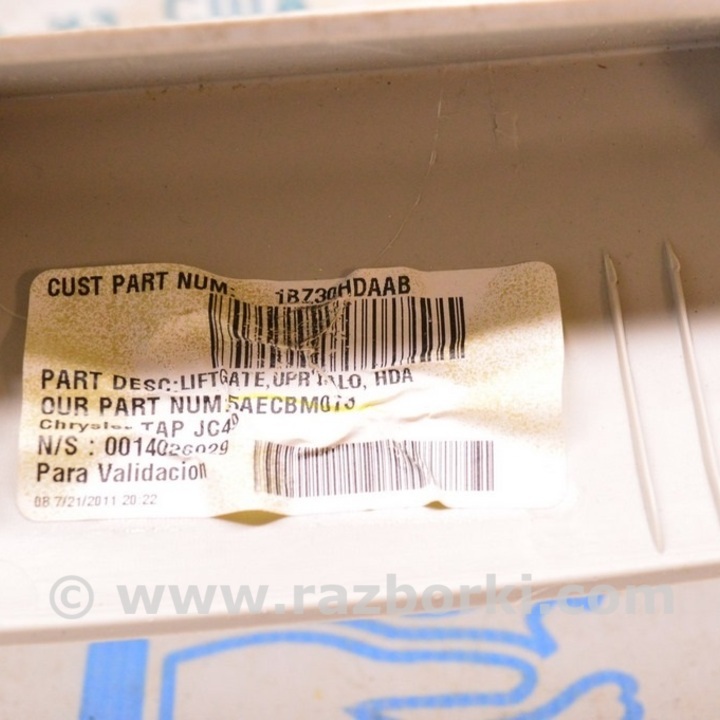 CUST PART NUM: 1BZ30HDAAB
PART DESC:LIFTGATE, UPR HALO, HDA
OUR PART NUM:5AECBM013
Chrysler TAP JC49
N/S : 0014026029
Para Validacion
08 7/21/2011 20:22
© www.razborki.com